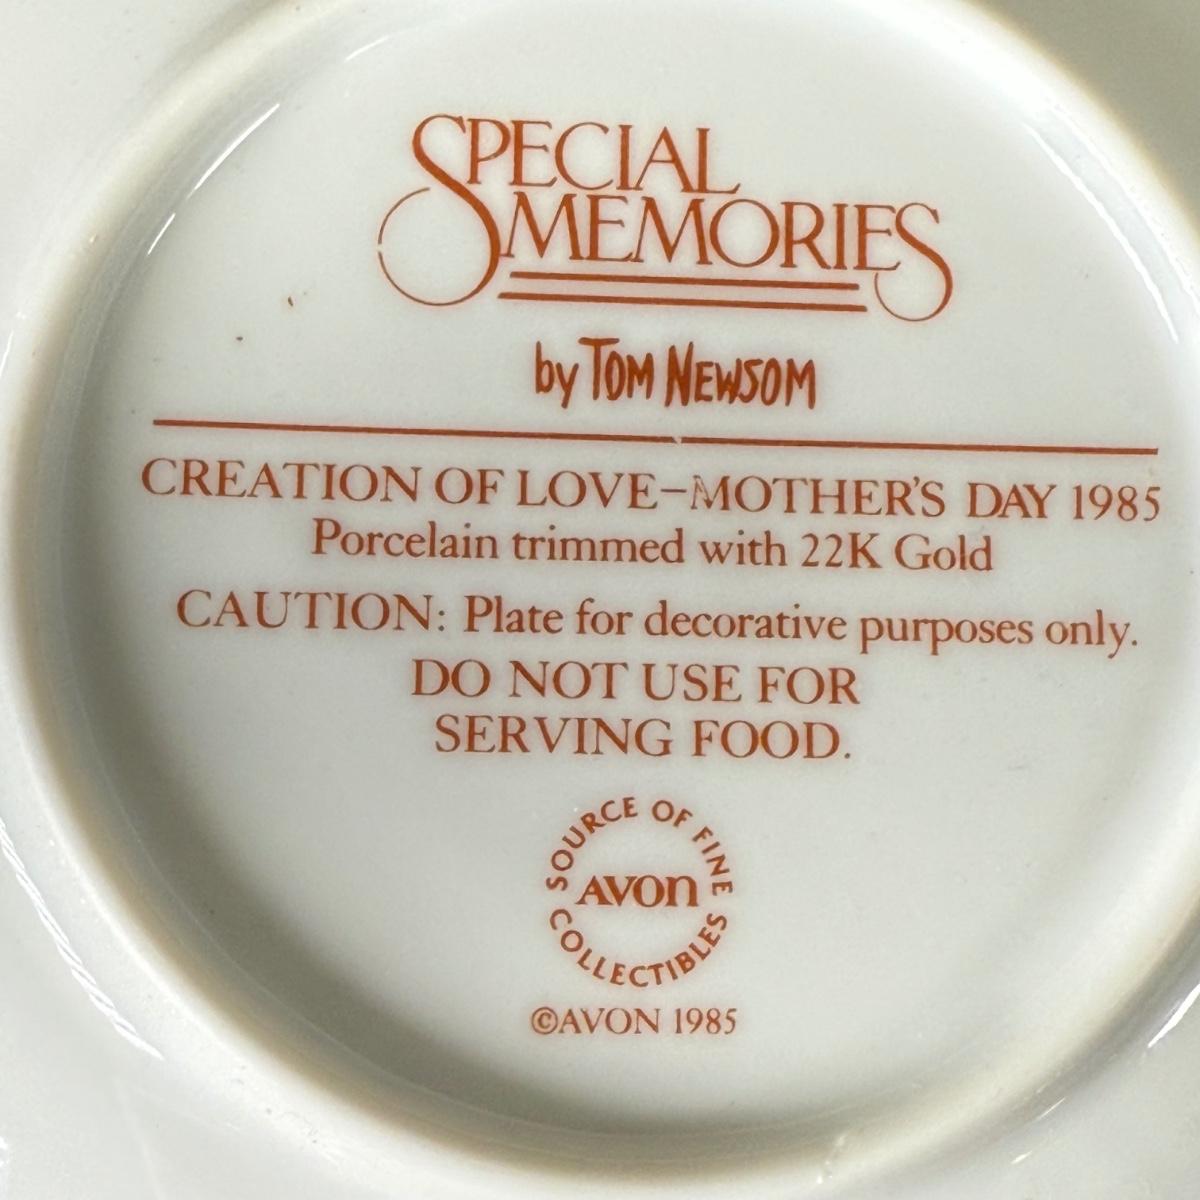 SPECIAL
MEMORIES
by TOM NEWSOM
CREATION OF LOVE–MOTHER'S DAY 1985
Porcelain trimmed with 22K Gold
CAUTION: Plate for decorative purposes only.
DO NOT USE FOR
SERVING FOOD.
SOURCE OF FINE
AVON
COLLECTIBLES
©AVON 1985